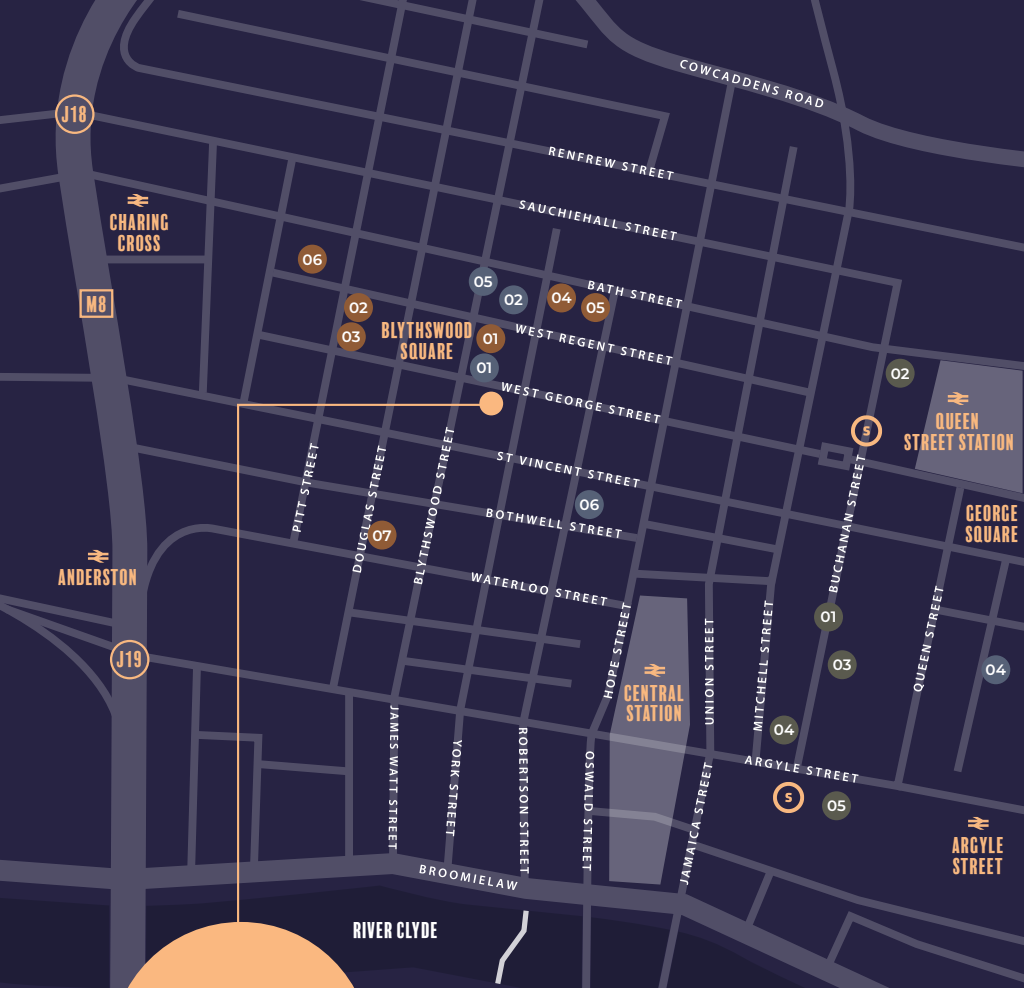 COWCADDENS ROAD
J18
RENFREW STREET
CHARING
CROSS
SAUCHIEHALL STREET
06
05
02
04
05
BATH STREET
M8
02
03
BLYTHSWOOD
SQUARE
01
WEST REGENT STREET
01
02
WEST GEORGE STREET
S
QUEEN
STREET STATION
PITT STREET
DOUGLAS STREET
BLYTHSWOOD STREET
ST VINCENT STREET
06
BOTHWELL STREET
BUCHANAN STREET
GEORGE
SQUARE
07
ANDERSTON
WATERLOO STREET
HOPE STREET
01
QUEEN STREET
J19
CENTRAL
STATION
UNION STREET
MITCHELL STREET
03
04
JAMES WATT STREET
YORK STREET
ROBERTSON STREET
OSWALD STREET
04
ARGYLE STREET
S
05
JAMAICA STREET
ARGYLE
STREET
BROOMIELAW
RIVER CLYDE